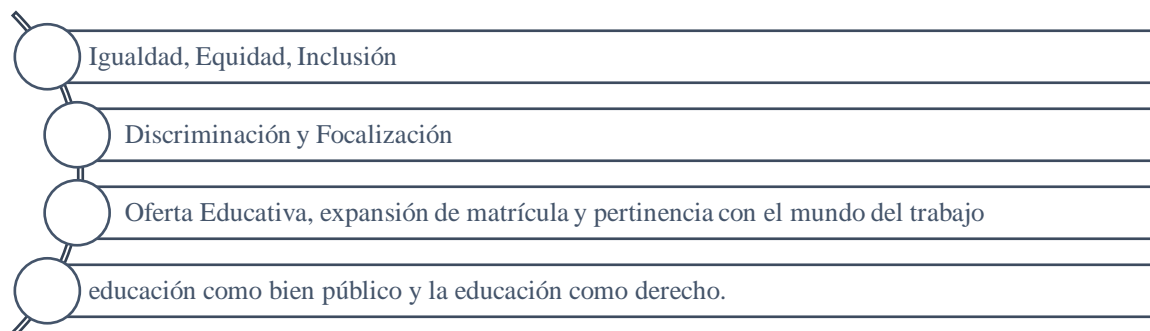 Igualdad, Equidad, Inclusión
Discriminación y Focalización
Oferta Educativa, expansión de matrícula y pertinencia con el mundo del trabajo
educación como bien público y la educación como derecho.